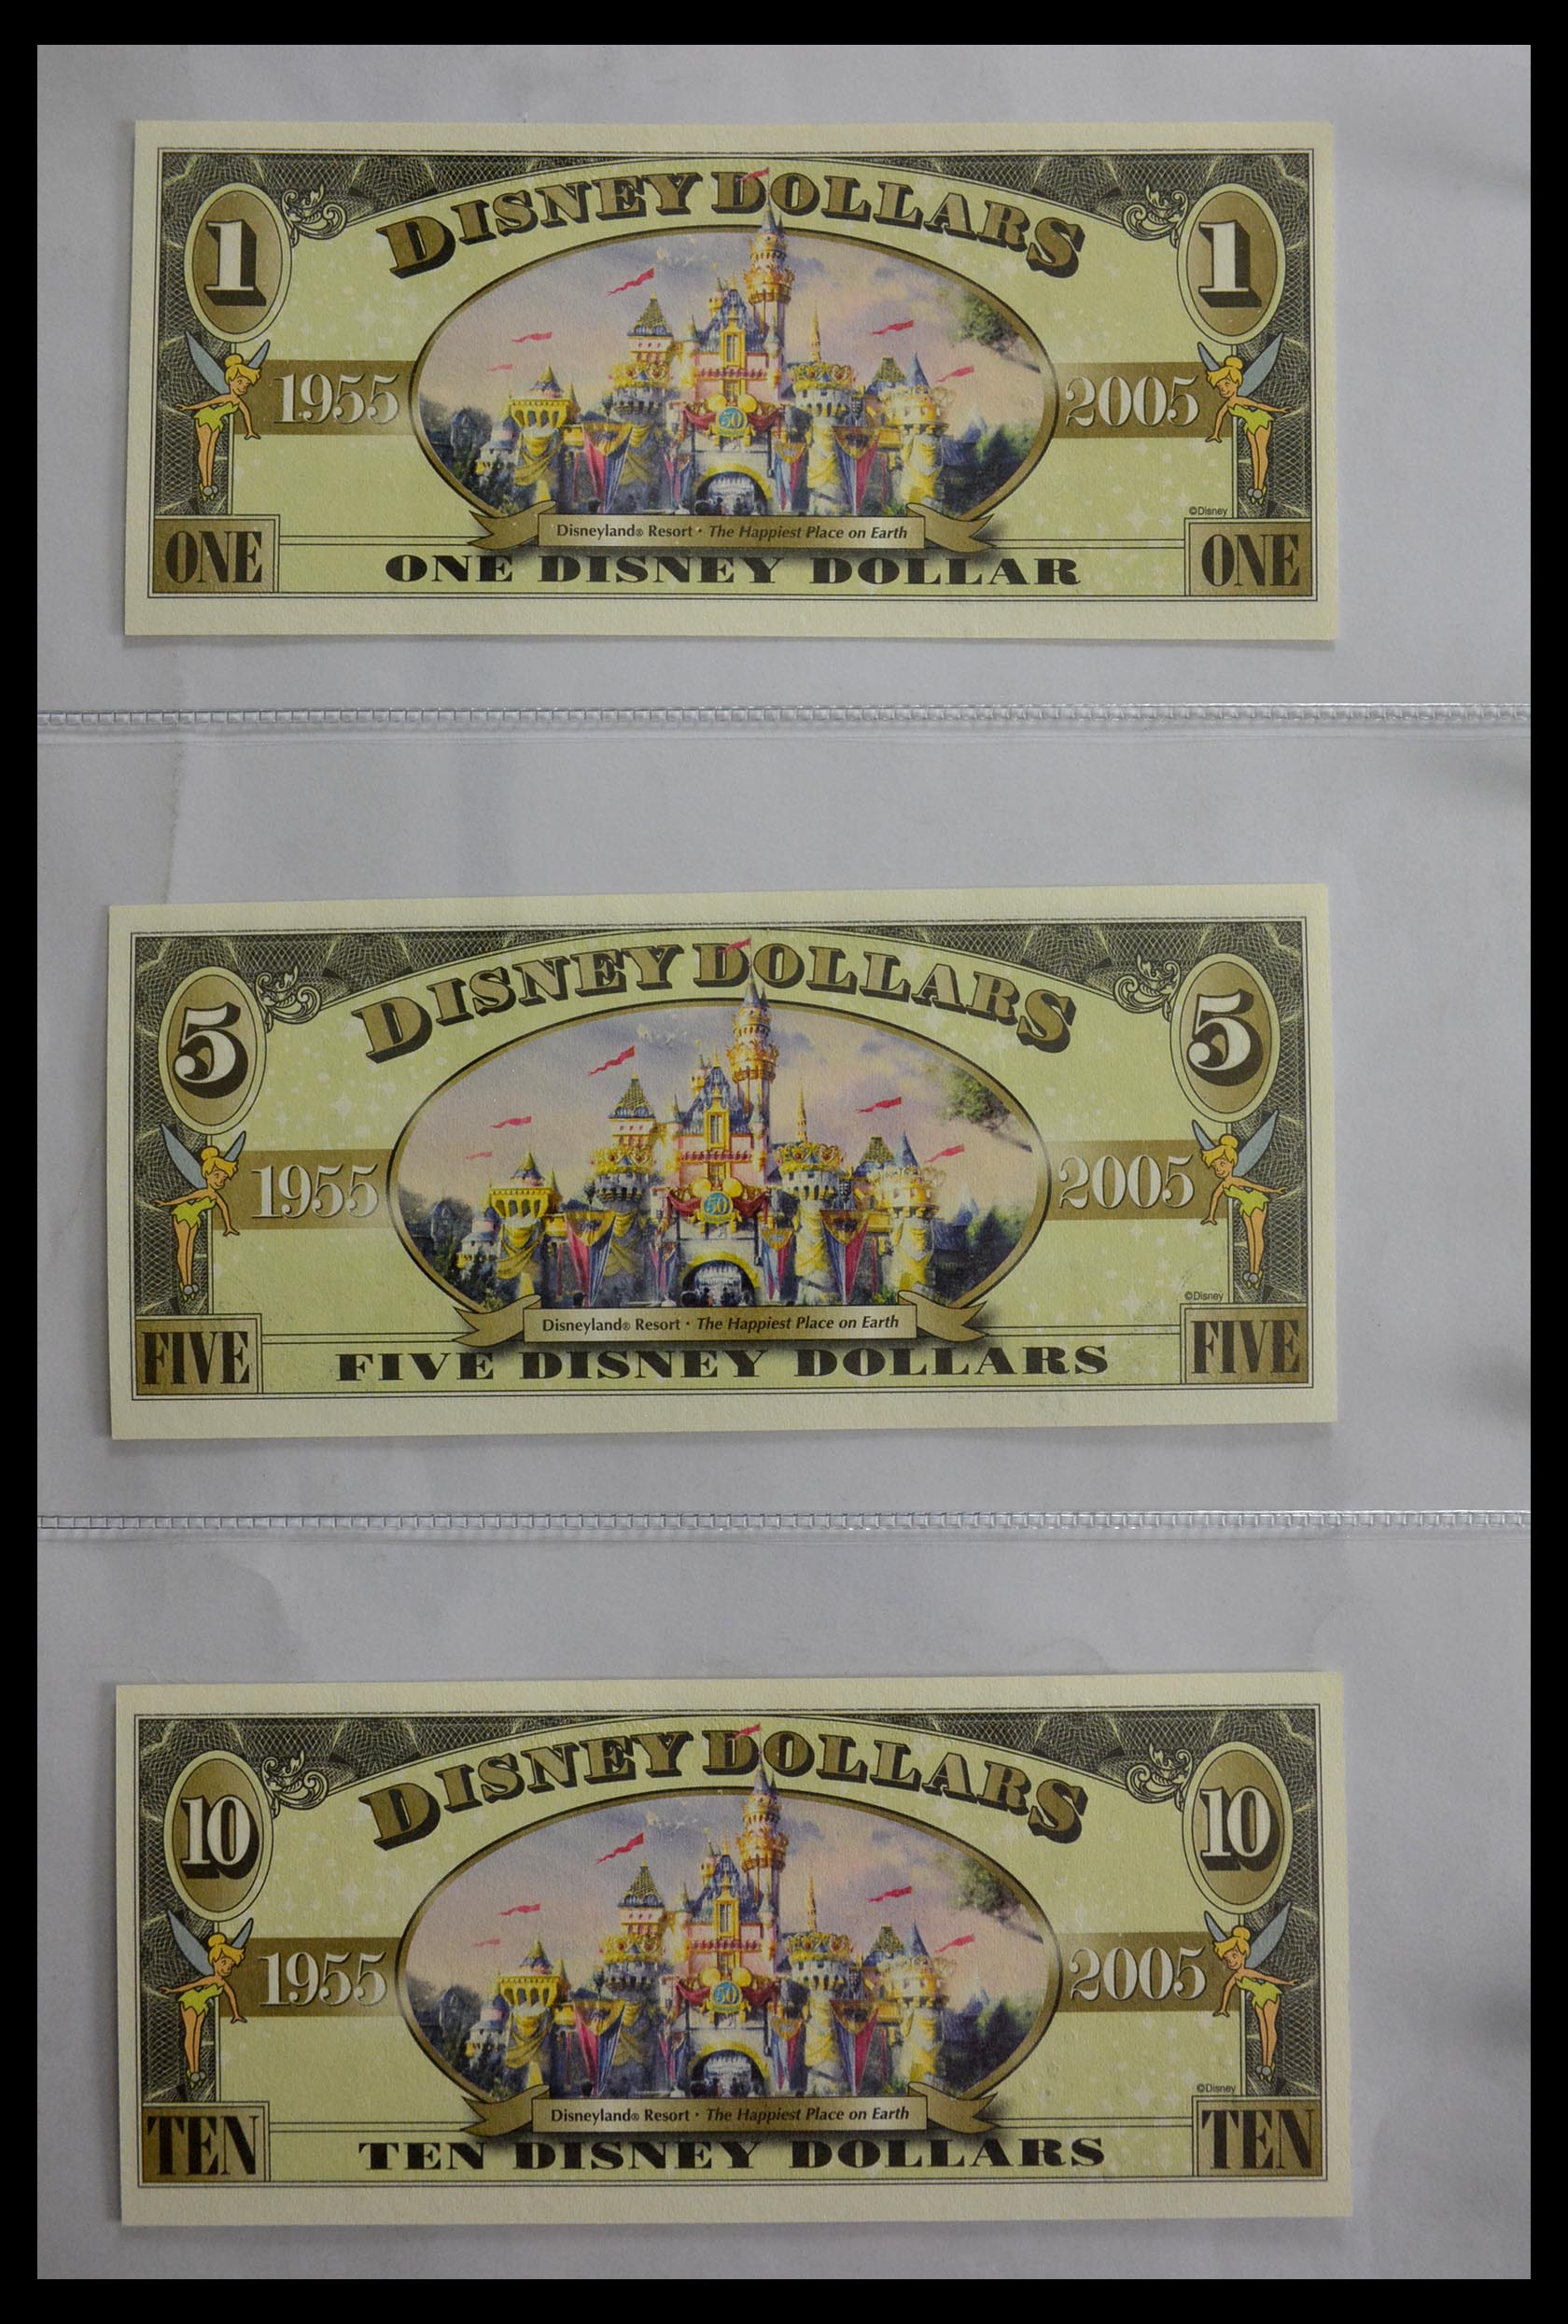 DISNEY DOLLARS
1 1
1955 50 2005
©Disney
Disneyland® Resort • The Happiest Place on Earth
ONE ONE DISNEY DOLLAR ONE
DISNEY DOLLARS
5 5
1955 50 2005
©Disney
Disneyland® Resort • The Happiest Place on Earth
FIVE FIVE DISNEY DOLLARS FIVE
DISNEY DOLLARS
10 10
1955 50 2005
©Disney
Disneyland® Resort • The Happiest Place on Earth
TEN TEN DISNEY DOLLARS TEN